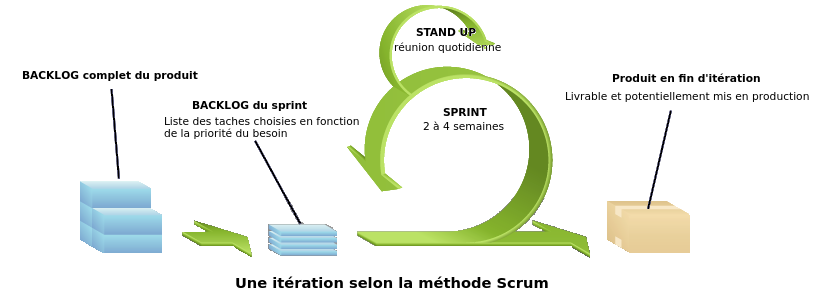 STAND UP
réunion quotidienne
BACKLOG complet du produit
Produit en fin d'itération
Livrable et potentiellement mis en production
BACKLOG du sprint
Liste des taches choisies en fonction
de la priorité du besoin
SPRINT
2 à 4 semaines
Une itération selon la méthode Scrum